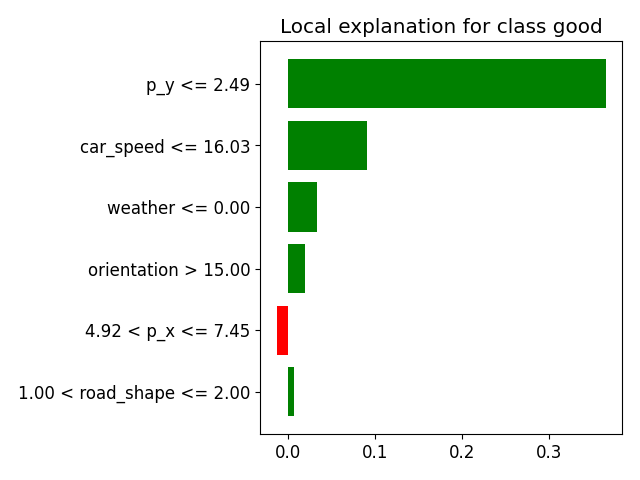 Local explanation for class good
p_y <= 2.49
car_speed <= 16.03
weather <= 0.00
orientation > 15.00
4.92 < p_x <= 7.45
1.00 < road_shape <= 2.00
0.0 0.1 0.2 0.3